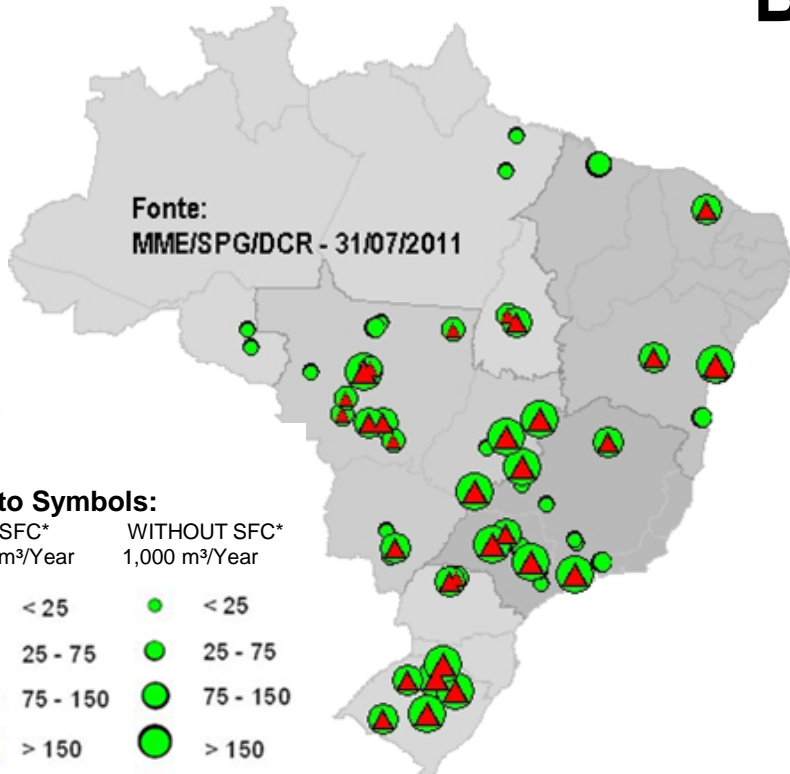 Fonte:
MME/SPG/DCR - 31/07/2011
to Symbols:
SFC* WITHOUT SFC*
m³/Year 1,000 m³/Year
< 25 < 25
25 - 75 25 - 75
75 - 150 75 - 150
> 150 > 150